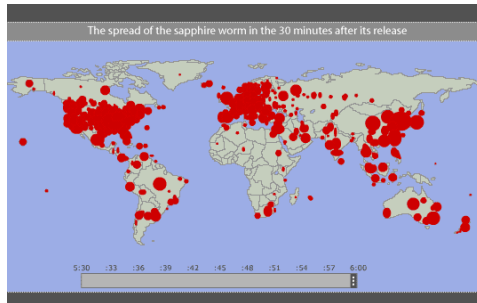 The spread of the sapphire worm in the 30 minutes after its release
5:30 :33 :36 :39 :42 :45 :48 :51 :54 :57 6:00